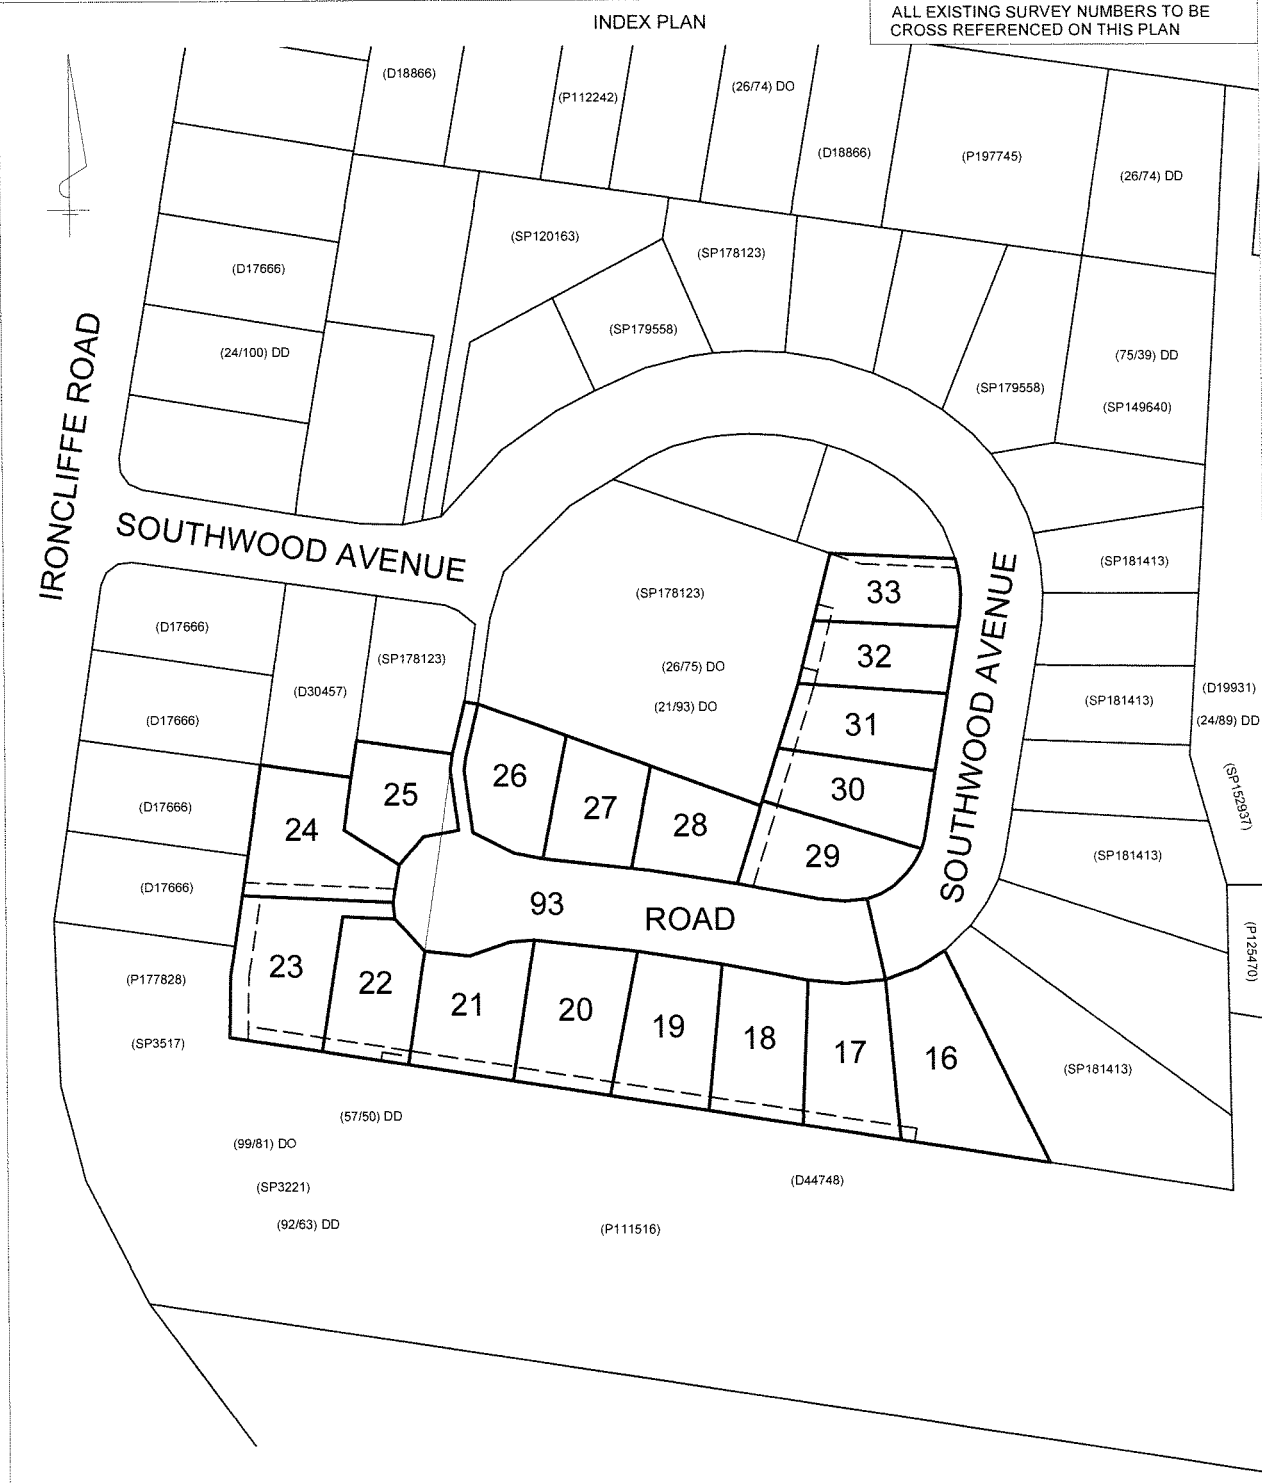 INDEX PLAN
ALL EXISTING SURVEY NUMBERS TO BE
CROSS REFERENCED ON THIS PLAN
(D18866)
(P112242)
(26/74) DO
(D18866)
(P197745)
(26/74) DD
(SP120163)
(SP178123)
(D17666)
(24/100) DD
(SP179558)
(SP179558)
(75/39) DD
(SP149640)
IRONCLIFFE ROAD
SOUTHWOOD AVENUE
(D17666)
(SP178123)
(D30457)
(D17666)
(SP178123)
(26/75) DO
(21/93) DO
33
32
31
30
29
SOUTHWOOD AVENUE
(SP181413)
(SP181413)
(D19931)
(24/89) DD
(SP152937)
(SP181413)
(P125470)
(D17666)
(D17666)
24
25
26
27
28
93
ROAD
(P177828)
(SP3517)
23
22
21
20
19
18
17
16
(SP181413)
(57/50) DD
(99/81) DO
(SP3221)
(92/63) DD
(D44748)
(P111516)